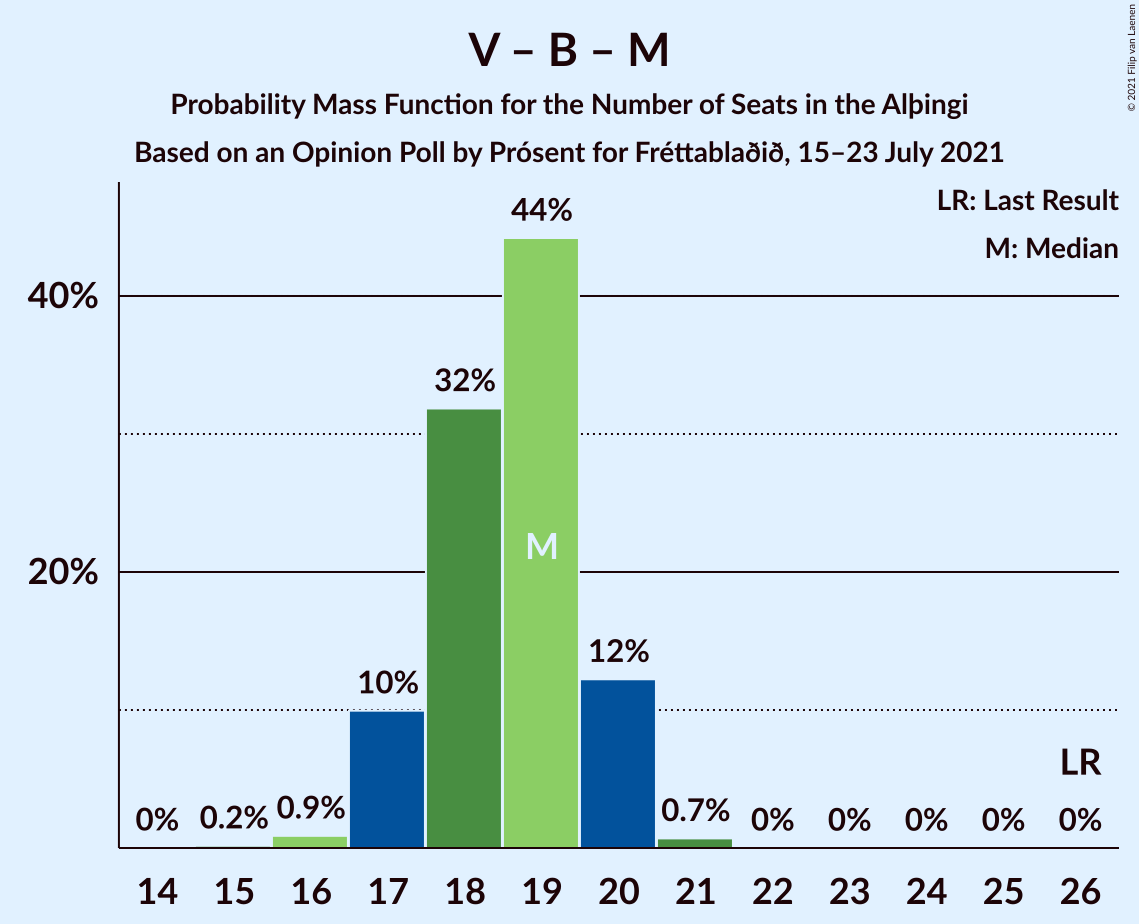 V – B – M
Probability Mass Function for the Number of Seats in the Alþingi
Based on an Opinion Poll by Prósent for Fréttablaðið, 15–23 July 2021
© 2021 Filip van Laenen
LR: Last Result
M: Median
44%
40%
32%
M
20%
12%
10%
LR
0% 0.2% 0.9% 0.7% 0% 0% 0% 0% 0%
14 15 16 17 18 19 20 21 22 23 24 25 26